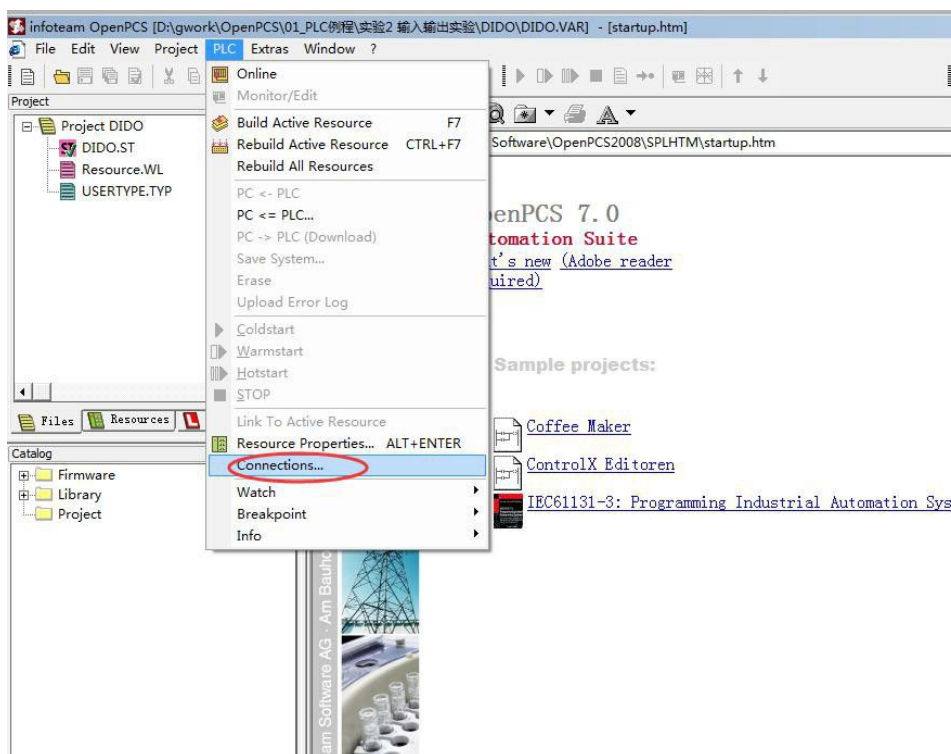 infoteam OpenPCS [D:\gwork\OpenPCS\01_PLC例程\实验2 输入输出实验\DIDO\DIDO.VAR] - [startup.htm]
File Edit View Project PLC Extras Window ?
Project
Project DIDO
DIDO.ST
Resource.WL
USERTYPE.TYP
Files Resources
Catalog
Firmware
Library
Project
Online
Monitor/Edit
Build Active Resource F7
Rebuild Active Resource CTRL+F7
Rebuild All Resources
PC <- PLC
PC <= PLC...
PC -> PLC (Download)
Save System...
Erase
Upload Error Log
Coldstart
Warmstart
Hotstart
STOP
Link To Active Resource
Resource Properties... ALT+ENTER
Connections...
Watch
Breakpoint
Info
Software\OpenPCS2008\SPLHTM\startup.htm
enPCS 7.0
tomation Suite
t's new (Adobe reader
uired)
Sample projects:
Coffee Maker
ControlX Editoren
IEC61131-3: Programming Industrial Automation Sys
am Software AG · Am Bauho